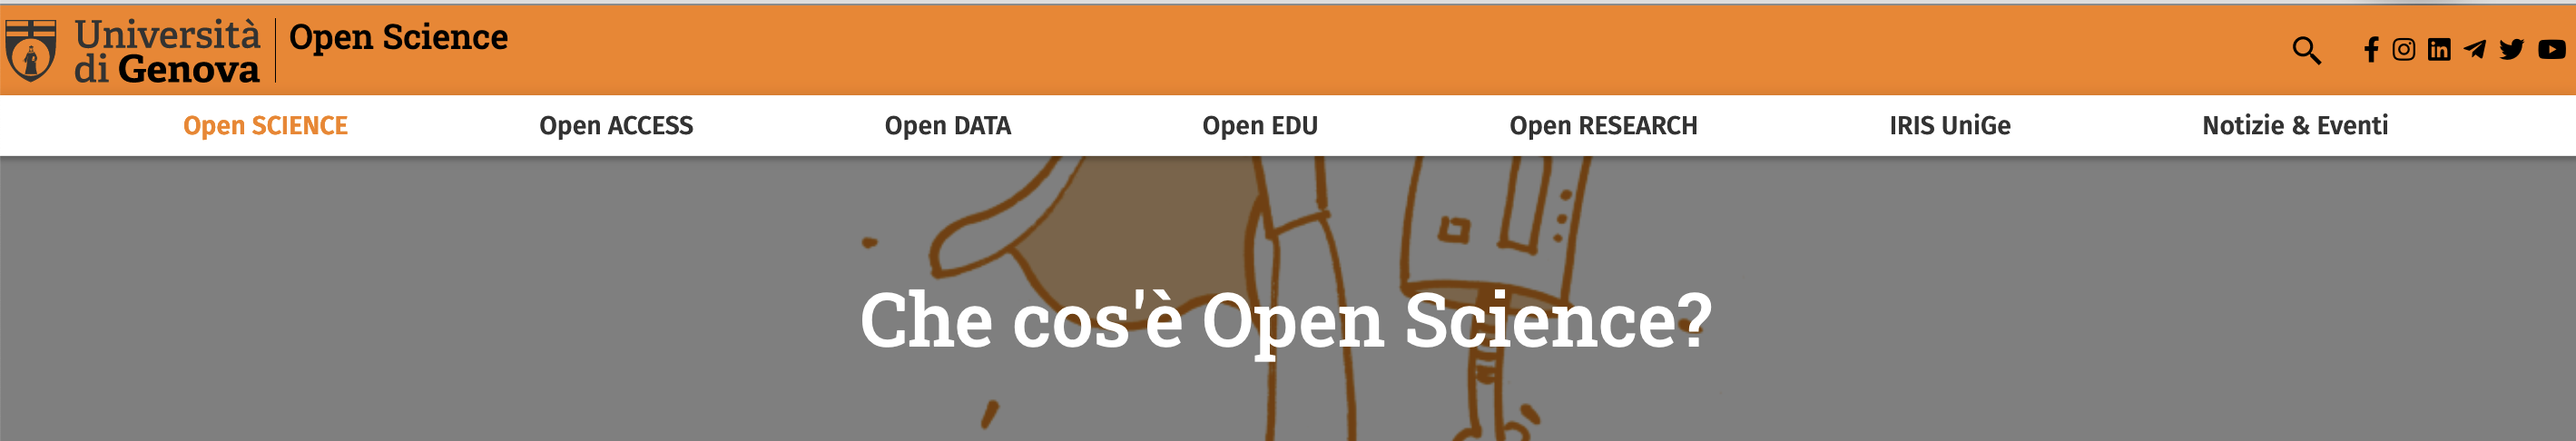 Università
di Genova
Open Science
Open SCIENCE
Open ACCESS
Open DATA
Open EDU
Open RESEARCH
IRIS UniGe
Notizie & Eventi
Che cos'è Open Science?